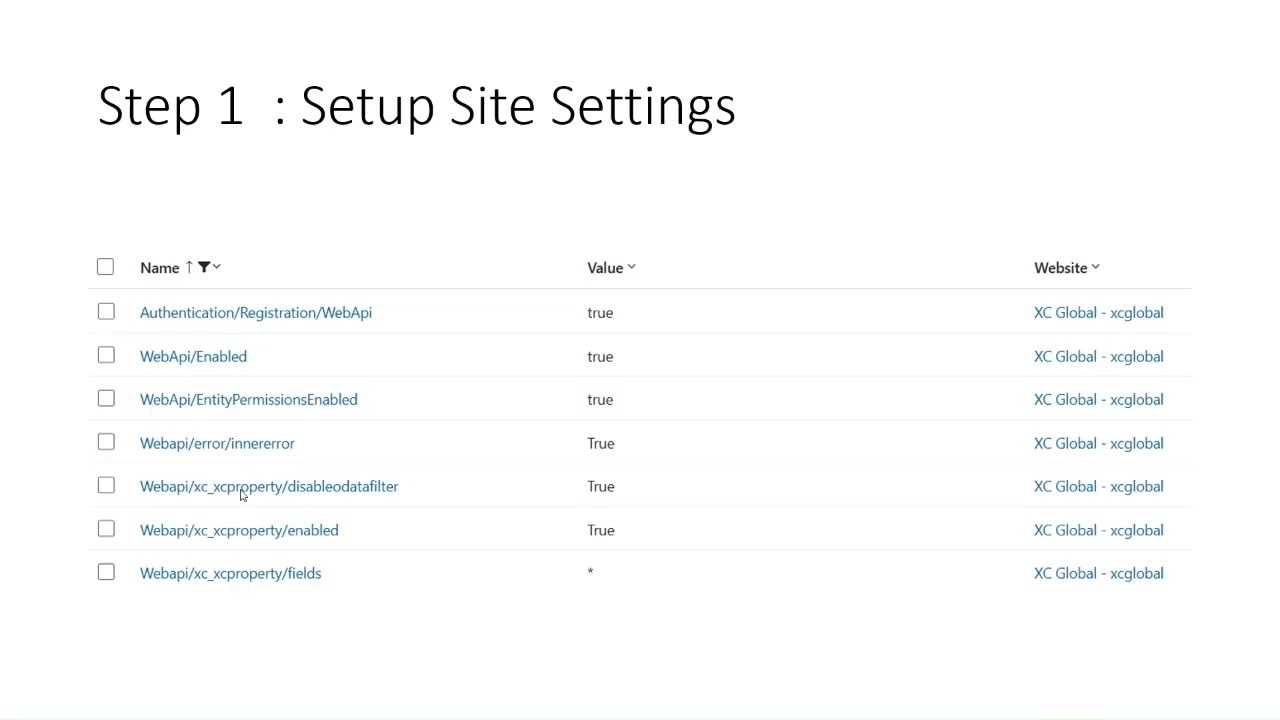 Step 1 : Setup Site Settings
Name Value Website
Authentication/Registration/WebApi true XC Global - xcglobal
WebApi/Enabled true XC Global - xcglobal
WebApi/EntityPermissionsEnabled true XC Global - xcglobal
Webapi/error/innererror True XC Global - xcglobal
Webapi/xc_xcproperty/disableodatafilter True XC Global - xcglobal
Webapi/xc_xcproperty/enabled True XC Global - xcglobal
Webapi/xc_xcproperty/fields * XC Global - xcglobal